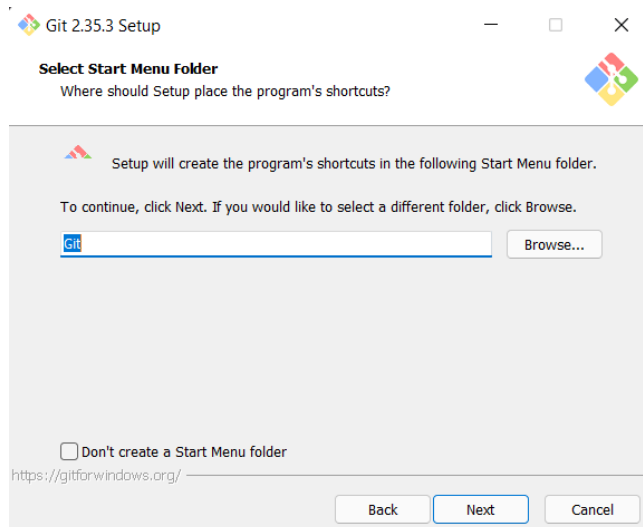 Git 2.35.3 Setup
Select Start Menu Folder
Where should Setup place the program's shortcuts?
Setup will create the program's shortcuts in the following Start Menu folder.
To continue, click Next. If you would like to select a different folder, click Browse.
Git
Browse...
Don't create a Start Menu folder
https://gitforwindows.org/
Back
Next
Cancel